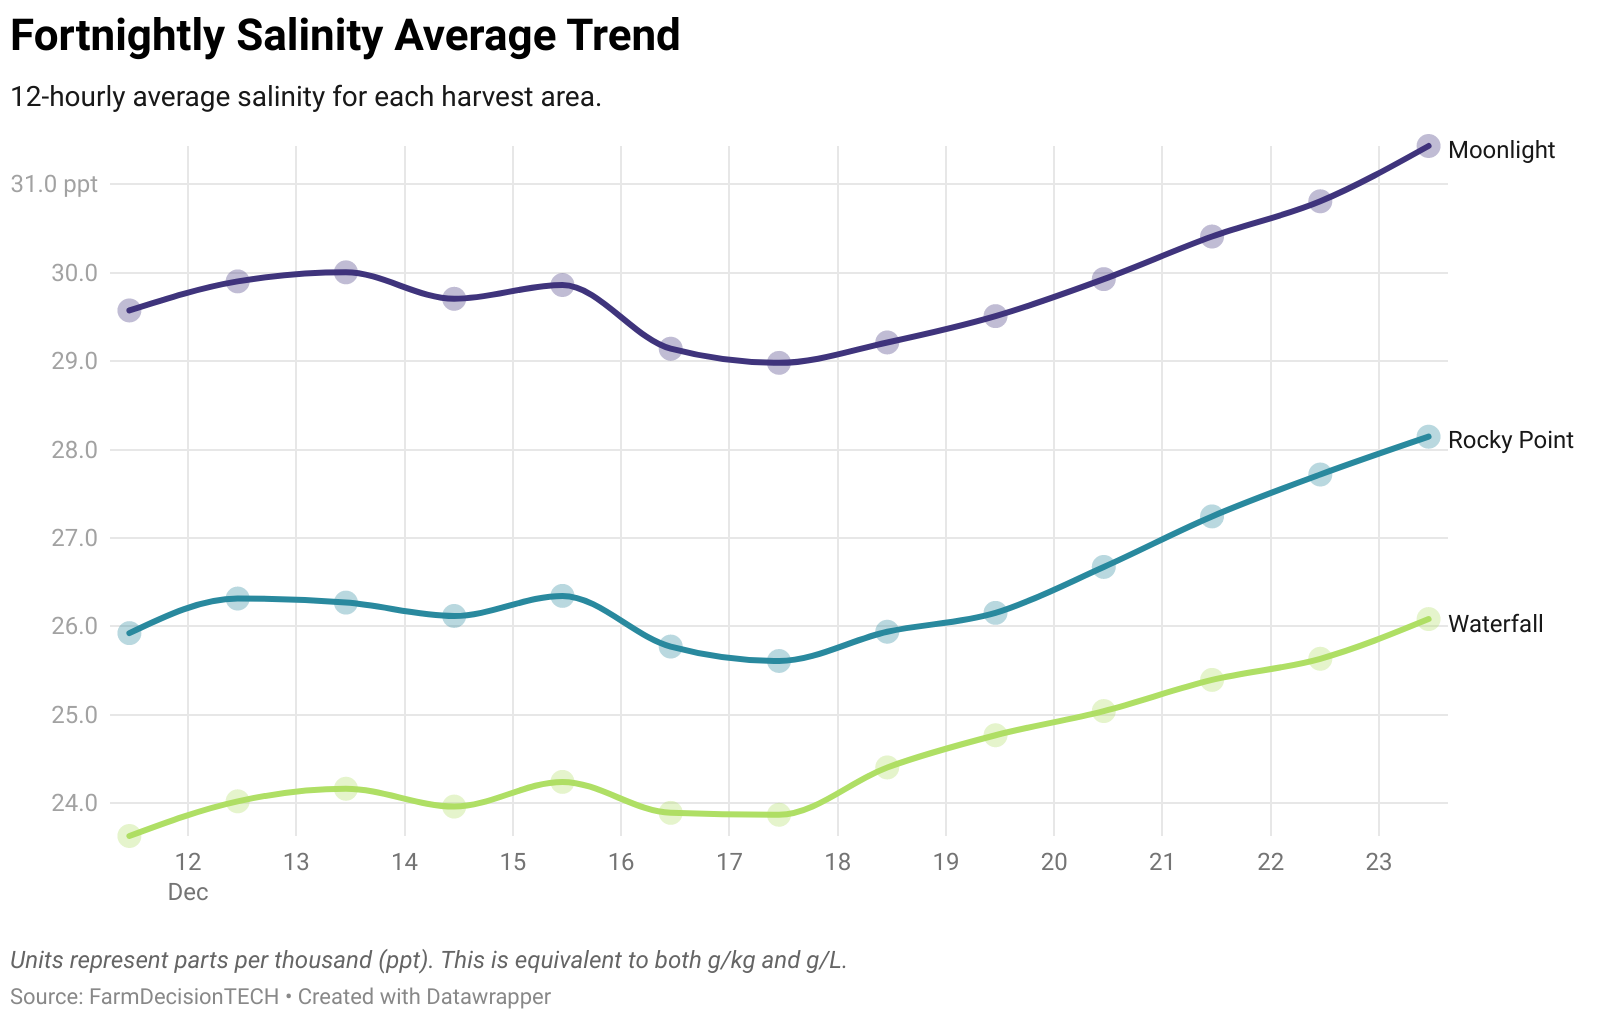 Fortnightly Salinity Average Trend
12-hourly average salinity for each harvest area.
Moonlight
31.0 ppt
30.0
29.0
28.0
Rocky Point
27.0
26.0
Waterfall
25.0
24.0
12 13 14 15 16 17 18 19 20 21 22 23
Dec
Units represent parts per thousand (ppt). This is equivalent to both g/kg and g/L.
Source: FarmDecisionTECH • Created with Datawrapper